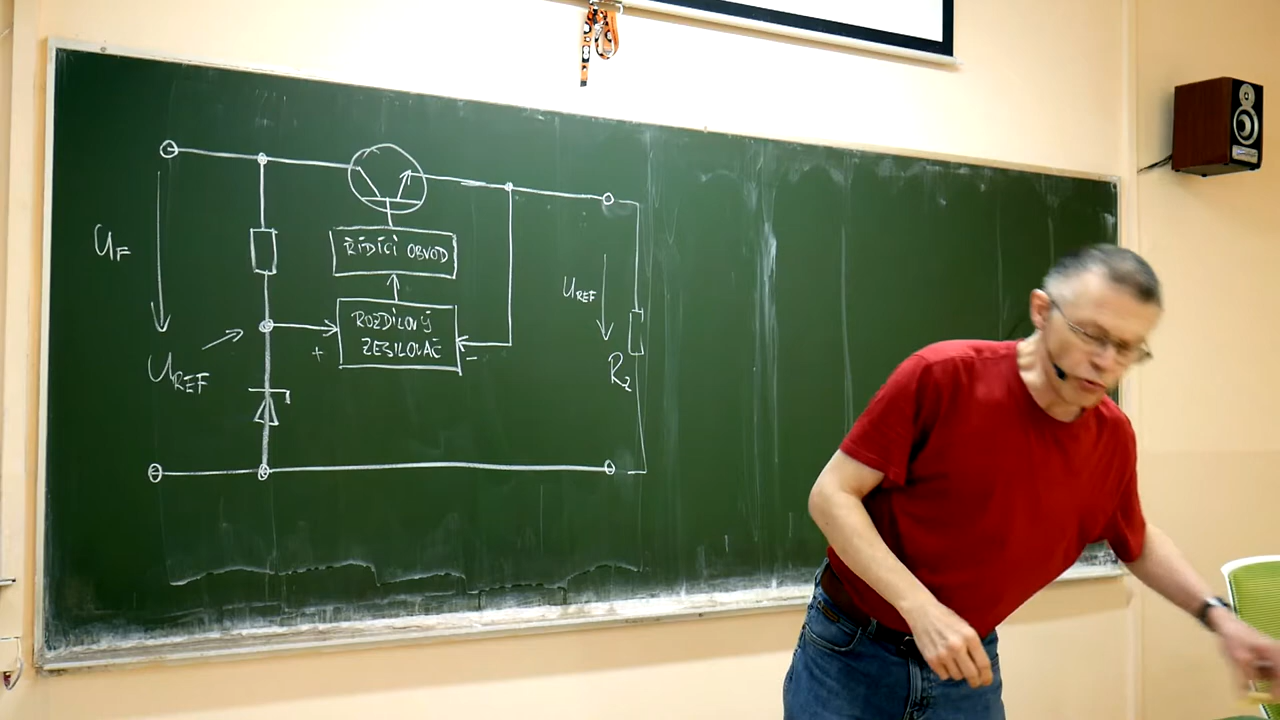 U_F
ŘÍDÍCÍ OBVOD
ROZDÍLOVÝ
ZESILOVAČ
+
-
U_REF
U_REF
R_Z